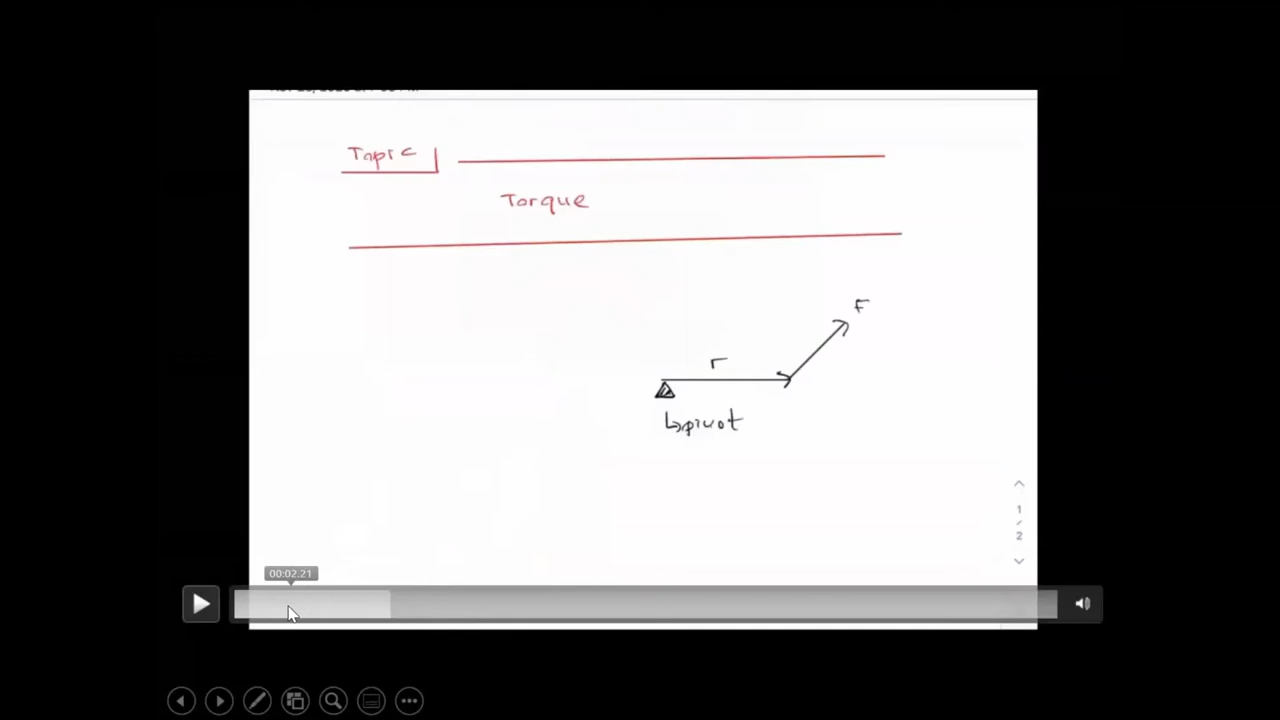 Topic
Torque
F
r
↳pivot
1
/
2
00:02.21